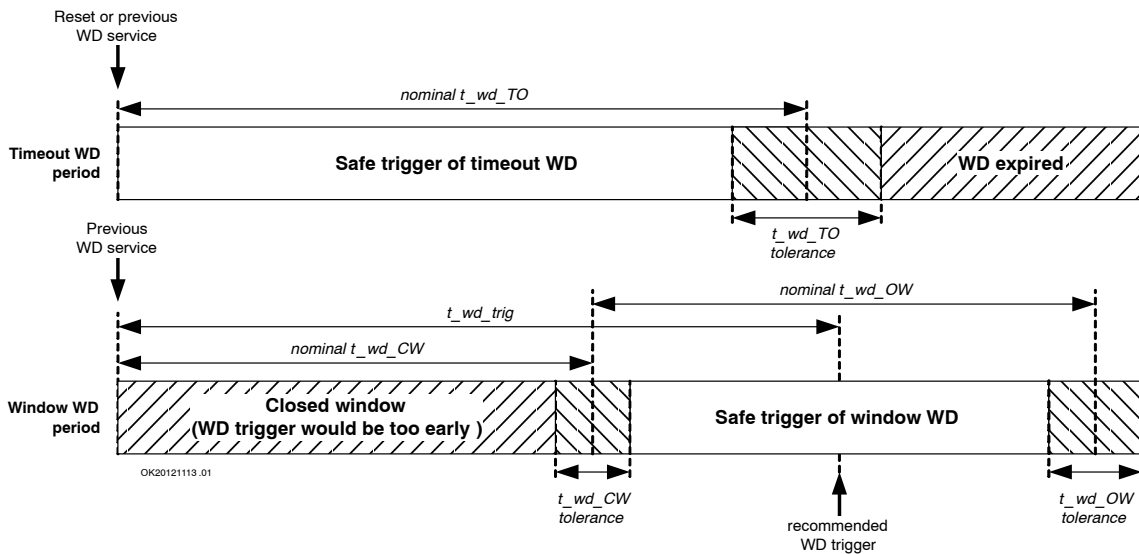 Reset or previous
WD service
nominal t_wd_TO
Timeout WD
period
Safe trigger of timeout WD
WD expired
t_wd_TO
tolerance
Previous
WD service
nominal t_wd_OW
t_wd_trig
nominal t_wd_CW
Window WD
period
Closed window
(WD trigger would be too early )
Safe trigger of window WD
OK20121113 .01
t_wd_CW
tolerance
recommended
WD trigger
t_wd_OW
tolerance